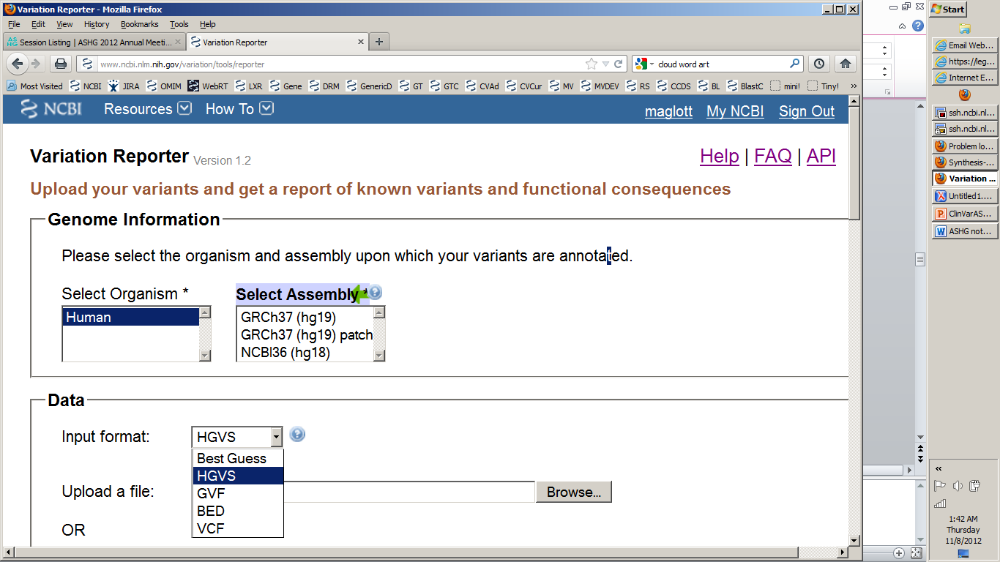 Variation Reporter - Mozilla Firefox
File Edit View History Bookmarks Tools Help
Session Listing | ASHG 2012 Annual Meeti... Variation Reporter
www.ncbi.nlm.nih.gov/variation/tools/reporter cloud word art
Most Visited NCBI JIRA OMIM WebRT LXR Gene DRM GenericD GT GTC CVAd CVCur MV MVDEV RS CCDS BL BlastC mini! Tiny! »
NCBI Resources How To maglott My NCBI Sign Out
Variation Reporter Version 1.2 Help | FAQ | API
Upload your variants and get a report of known variants and functional consequences
Genome Information
Please select the organism and assembly upon which your variants are annotated.
Select Organism * Select Assembly *
Human
GRCh37 (hg19)
GRCh37 (hg19) patch
NCBI36 (hg18)
Data
Input format: HGVS
Best Guess
HGVS
GVF
BED
VCF
Upload a file: Browse...
OR
Start
Email Web...
https://leg...
Internet E...
ssh.ncbi.nl...
ssh.ncbi.nl...
Problem lo...
Synthesis-...
Variation ...
Untitled1....
ClinVarAS...
ASHG not...
«
1:42 AM
Thursday
11/8/2012